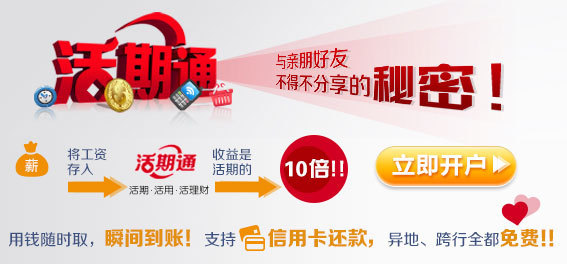 活期通
与亲朋好友
不得不分享的秘密！
薪
将工资
存入
活期通
活期·活用·活理财
收益是
活期的
10倍!!
立即开户
用钱随时取，瞬间到账！支持信用卡还款，异地、跨行全都免费!!